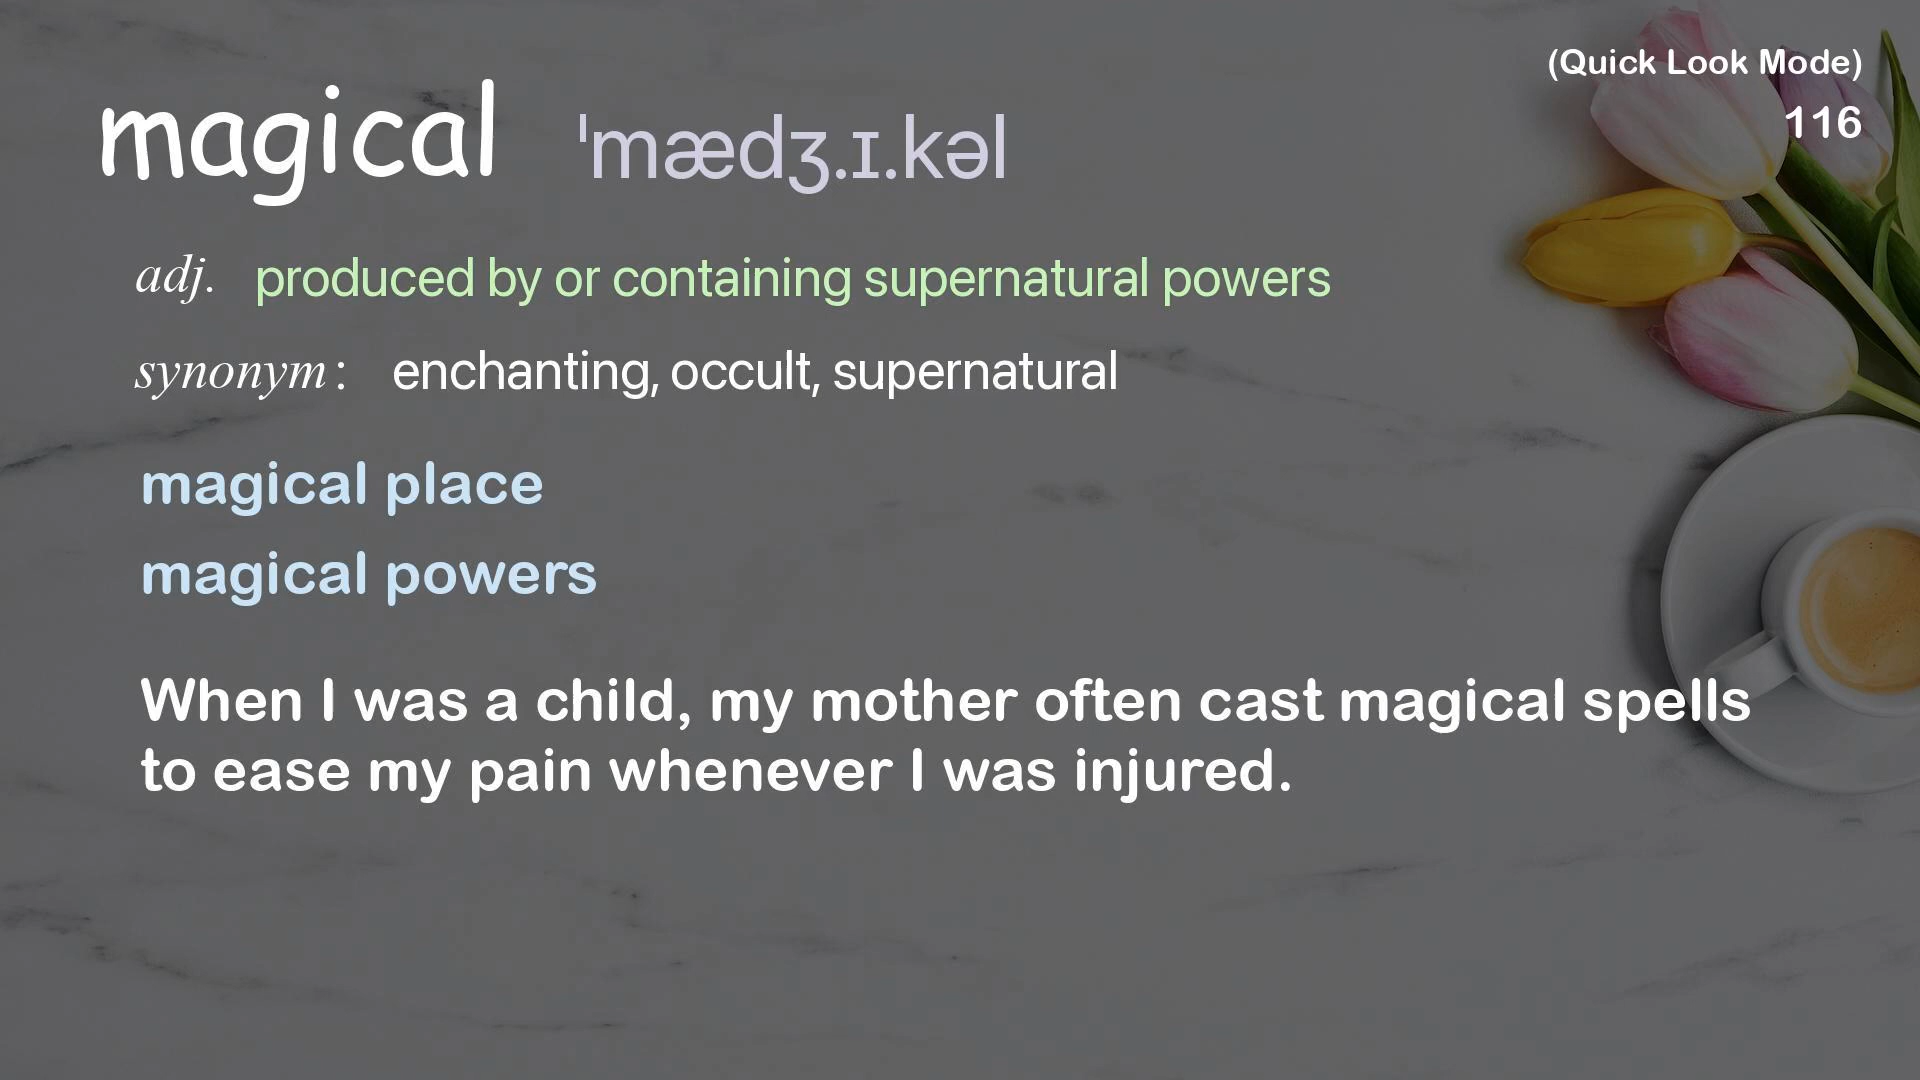 (Quick Look Mode)
116
magical ˈmædʒ.ɪ.kəl
adj. produced by or containing supernatural powers
synonym : enchanting, occult, supernatural
magical place
magical powers
When I was a child, my mother often cast magical spells
to ease my pain whenever I was injured.